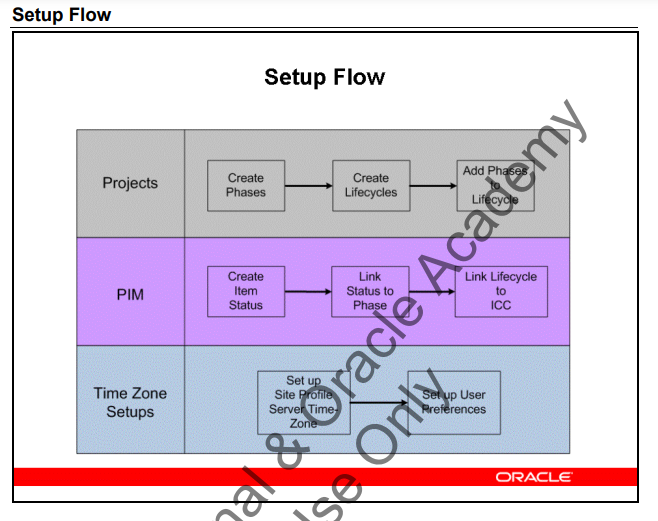 Setup Flow
Setup Flow
Projects
Create
Phases
Create
Lifecycles
Add Phases
to
Lifecycle
PIM
Create
Item
Status
Link
Status to
Phase
Link Lifecycle
to
ICC
Time Zone
Setups
Set up
Site Profile
Server Time-
Zone
Set up User
Preferences
& Oracle Academy
Use Only
ORACLE